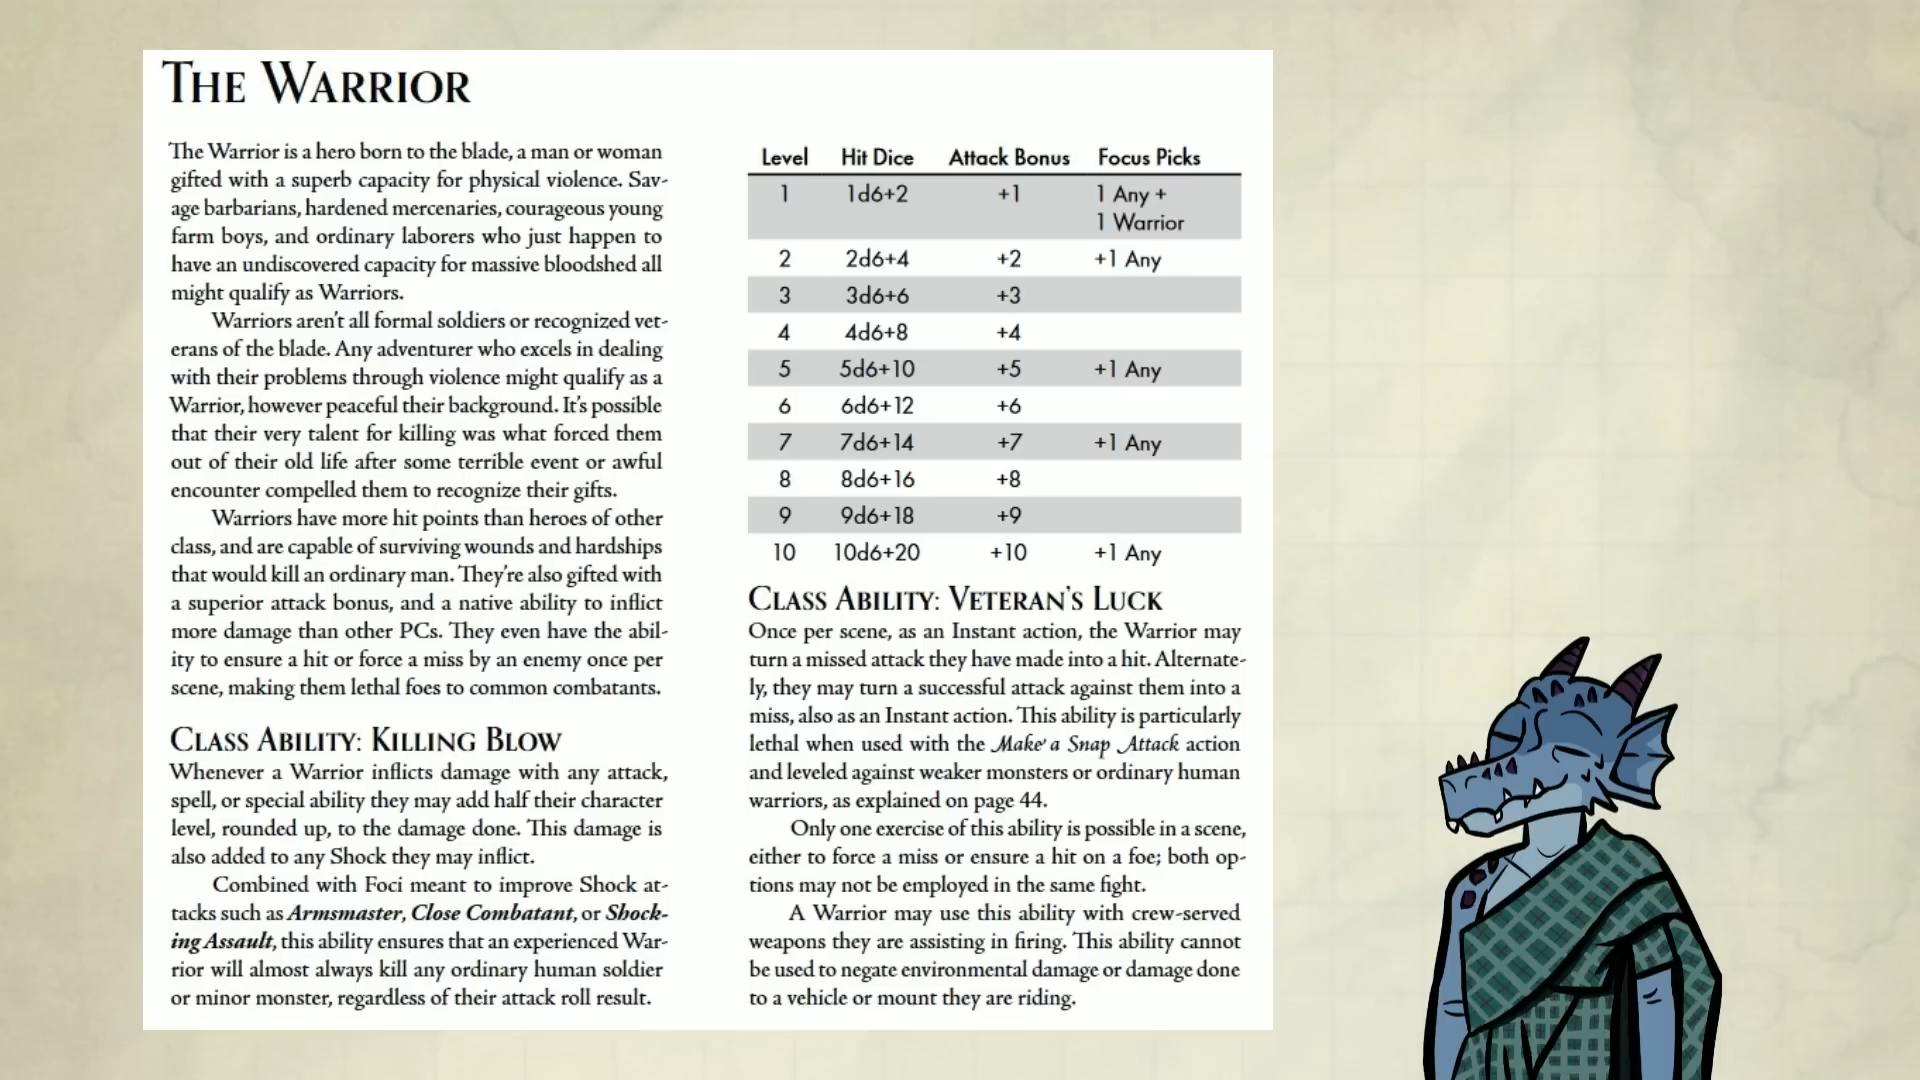 THE WARRIOR
The Warrior is a hero born to the blade, a man or woman
gifted with a superb capacity for physical violence. Sav-
age barbarians, hardened mercenaries, courageous young
farm boys, and ordinary laborers who just happen to
have an undiscovered capacity for massive bloodshed all
might qualify as Warriors.
Warriors aren't all formal soldiers or recognized vet-
erans of the blade. Any adventurer who excels in dealing
with their problems through violence might qualify as a
Warrior, however peaceful their background. It's possible
that their very talent for killing was what forced them
out of their old life after some terrible event or awful
encounter compelled them to recognize their gifts.
Warriors have more hit points than heroes of other
class, and are capable of surviving wounds and hardships
that would kill an ordinary man. They're also gifted with
a superior attack bonus, and a native ability to inflict
more damage than other PCs. They even have the abil-
ity to ensure a hit or force a miss by an enemy once per
scene, making them lethal foes to common combatants.
CLASS ABILITY: KILLING BLOW
Whenever a Warrior inflicts damage with any attack,
spell, or special ability they may add half their character
level, rounded up, to the damage done. This damage is
also added to any Shock they may inflict.
Combined with Foci meant to improve Shock at-
tacks such as Armsmaster, Close Combatant, or Shock-
ing Assault, this ability ensures that an experienced War-
rior will almost always kill any ordinary human soldier
or minor monster, regardless of their attack roll result.
Level Hit Dice Attack Bonus Focus Picks
1 1d6+2 +1 1 Any +
1 Warrior
2 2d6+4 +2 +1 Any
3 3d6+6 +3
4 4d6+8 +4
5 5d6+10 +5 +1 Any
6 6d6+12 +6
7 7d6+14 +7 +1 Any
8 8d6+16 +8
9 9d6+18 +9
10 10d6+20 +10 +1 Any
CLASS ABILITY: VETERAN'S LUCK
Once per scene, as an Instant action, the Warrior may
turn a missed attack they have made into a hit. Alternate-
ly, they may turn a successful attack against them into a
miss, also as an Instant action. This ability is particularly
lethal when used with the Make a Snap Attack action
and leveled against weaker monsters or ordinary human
warriors, as explained on page 44.
Only one exercise of this ability is possible in a scene,
either to force a miss or ensure a hit on a foe; both op-
tions may not be employed in the same fight.
A Warrior may use this ability with crew-served
weapons they are assisting in firing. This ability cannot
be used to negate environmental damage or damage done
to a vehicle or mount they are riding.